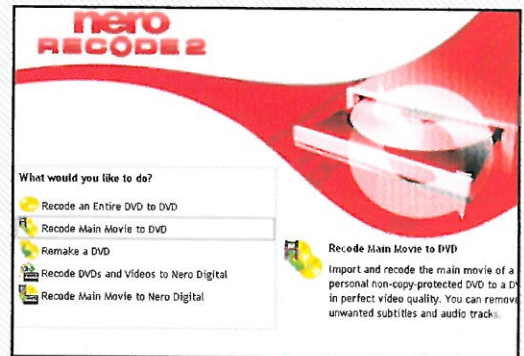 nero
RECODE 2
What would you like to do?
Recode an Entire DVD to DVD
Recode Main Movie to DVD
Remake a DVD
Recode DVDs and Videos to Nero Digital
Recode Main Movie to Nero Digital
Recode Main Movie to DVD
Import and recode the main movie of a
personal non-copy-protected DVD to a
in perfect video quality. You can remove
unwanted subtitles and audio tracks.